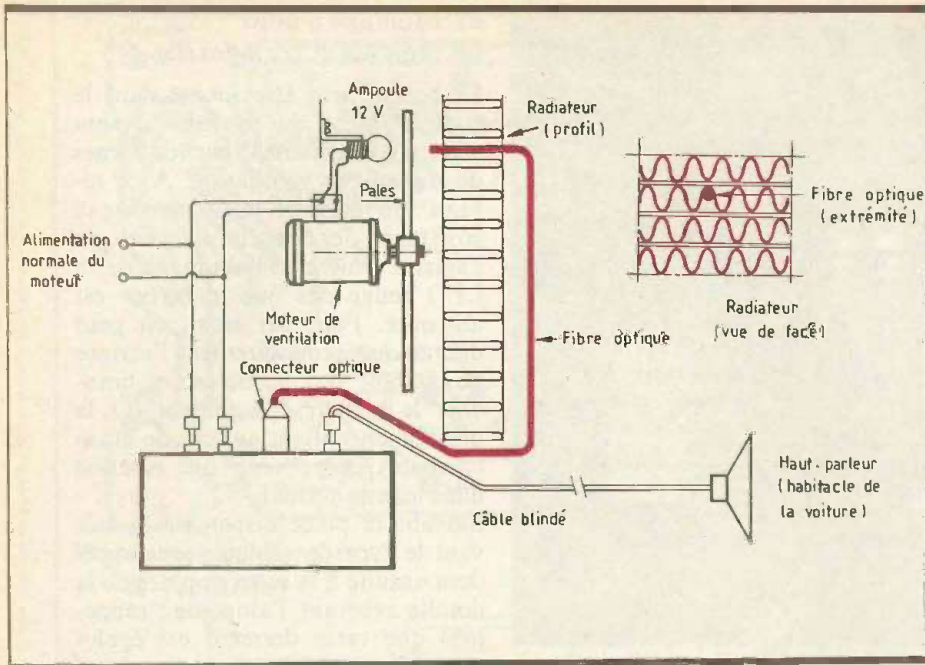 Ampoule
12 V
Radiateur
(profil)
Pales
Fibre optique
(extrémité)
Alimentation
normale du
moteur
Radiateur
(vue de face)
Moteur de
ventilation
Fibre optique
Connecteur optique
Haut-parleur
(habitacle de
la voiture)
Câble blindé